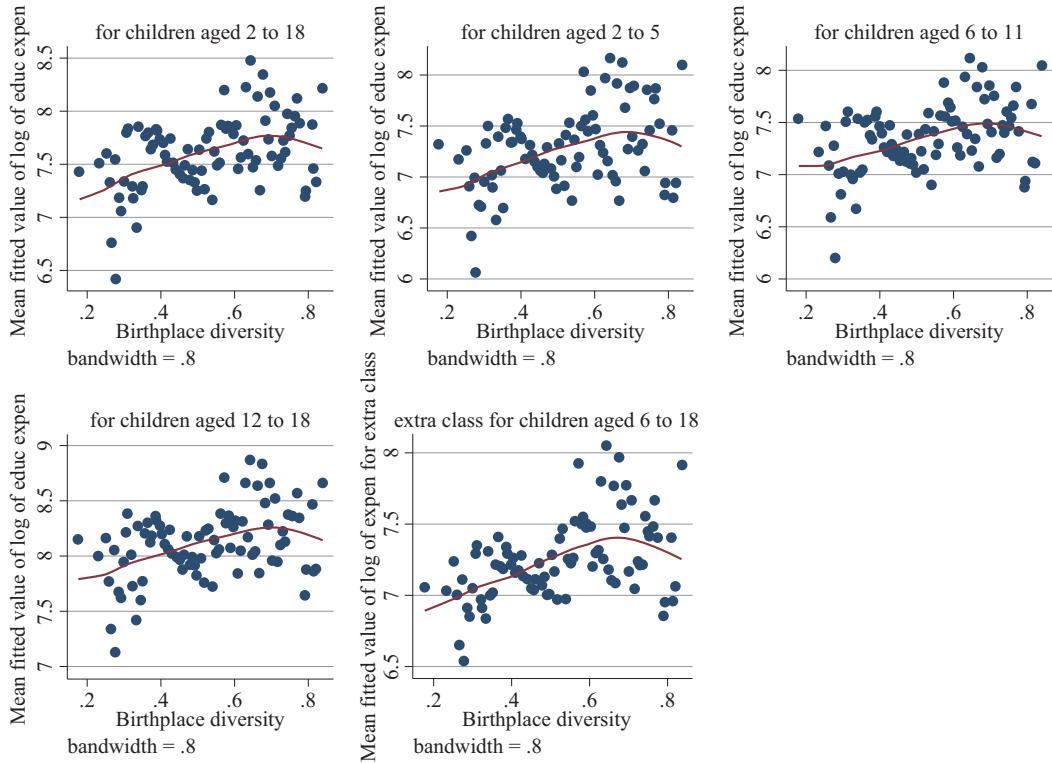 for children aged 2 to 18
Mean fitted value of log of educ expen
8.5
8
7.5
7
6.5
.2 .4 .6 .8
Birthplace diversity
bandwidth = .8
for children aged 2 to 5
Mean fitted value of log of educ expen
8
7.5
7
6.5
6
.2 .4 .6 .8
Birthplace diversity
bandwidth = .8
for children aged 6 to 11
Mean fitted value of log of educ expen
8
7.5
7
6.5
6
.2 .4 .6 .8
Birthplace diversity
bandwidth = .8
for children aged 12 to 18
Mean fitted value of log of educ expen
9
8.5
8
7.5
7
.2 .4 .6 .8
Birthplace diversity
bandwidth = .8
extra class for children aged 6 to 18
Mean fitted value of log of expen for extra class
8
7.5
7
6.5
.2 .4 .6 .8
Birthplace diversity
bandwidth = .8